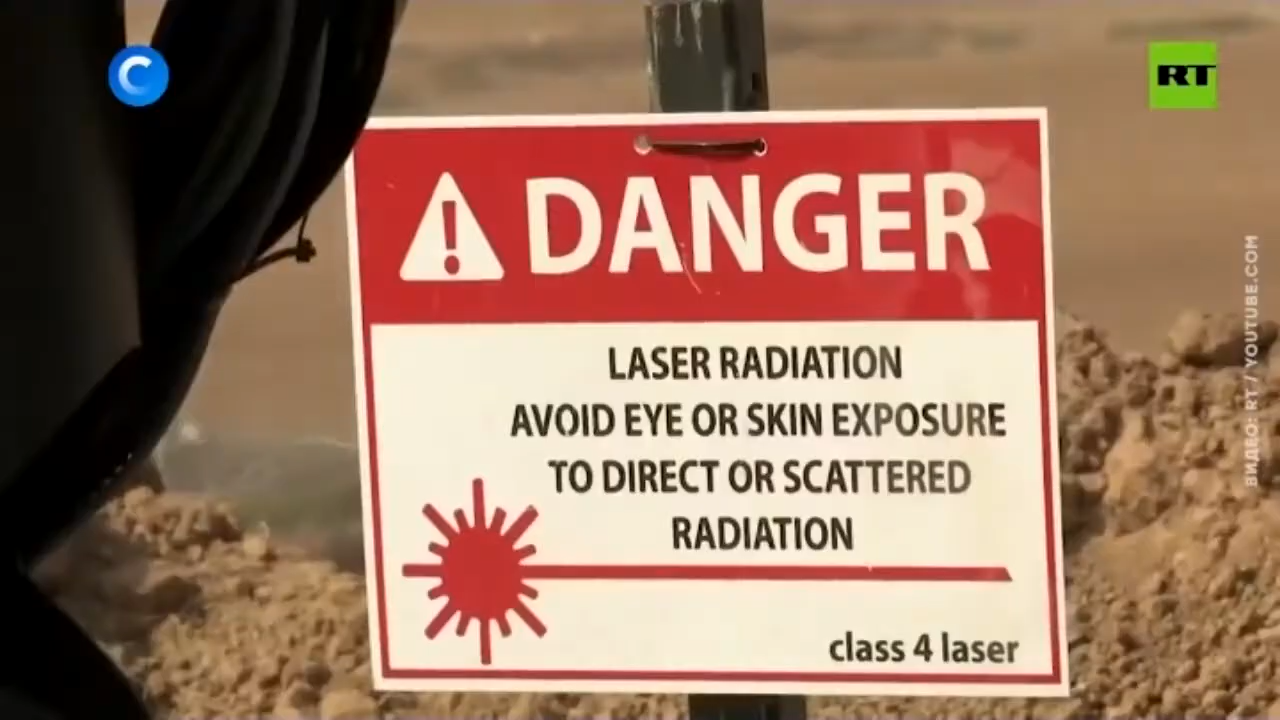 C
RT
DANGER
LASER RADIATION
AVOID EYE OR SKIN EXPOSURE
TO DIRECT OR SCATTERED
RADIATION
class 4 laser
ВИДЕО: RT / YOUTUBE.COM